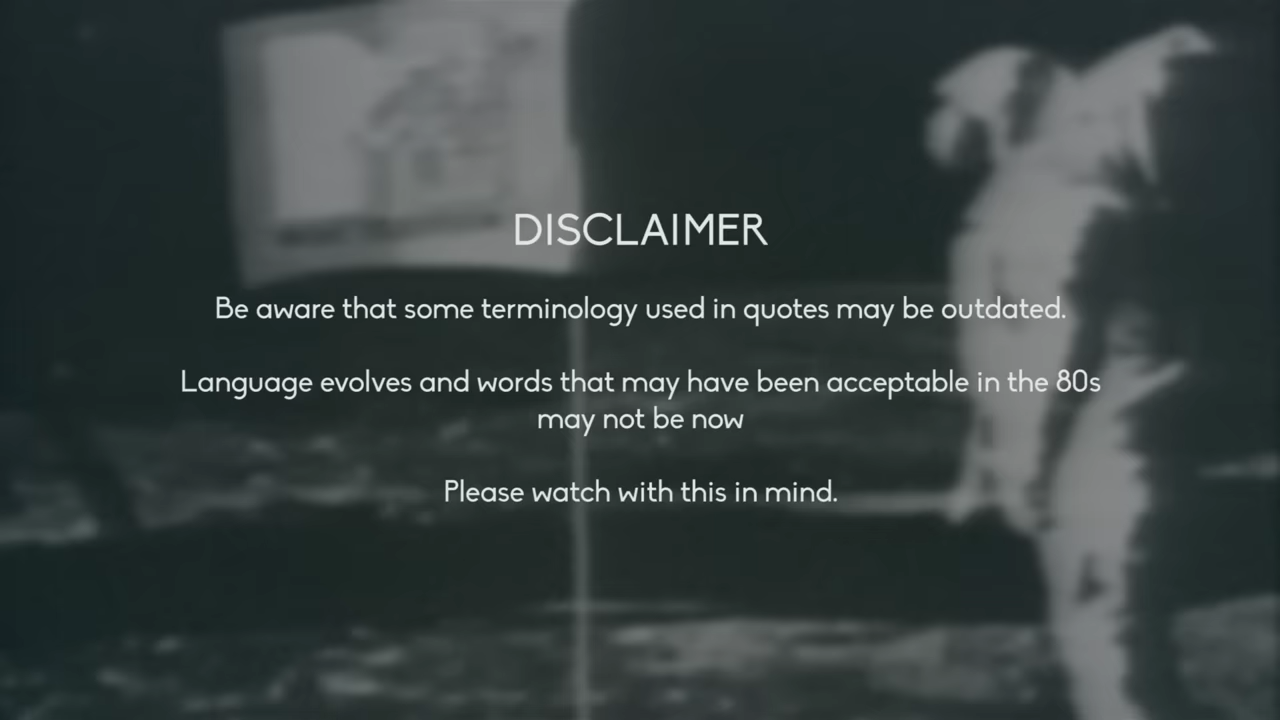 DISCLAIMER
Be aware that some terminology used in quotes may be outdated.
Language evolves and words that may have been acceptable in the 80s
may not be now
Please watch with this in mind.